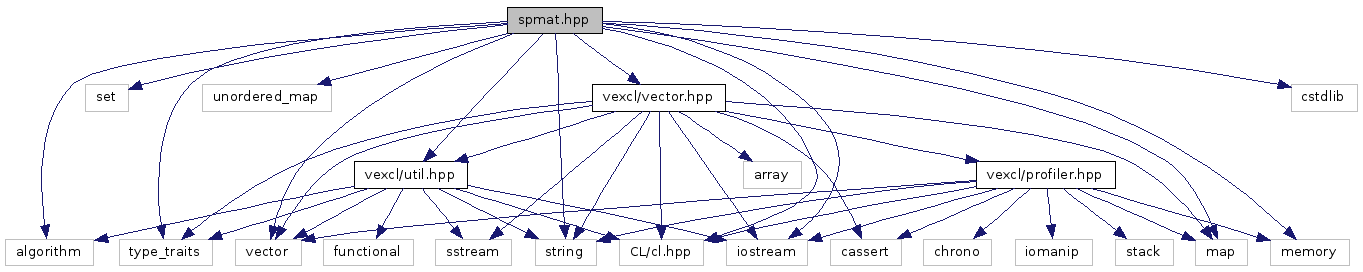 spmat.hpp
set
unordered_map
vexcl/vector.hpp
cstdlib
vexcl/util.hpp
array
vexcl/profiler.hpp
algorithm
type_traits
vector
functional
sstream
string
CL/cl.hpp
iostream
cassert
chrono
iomanip
stack
map
memory